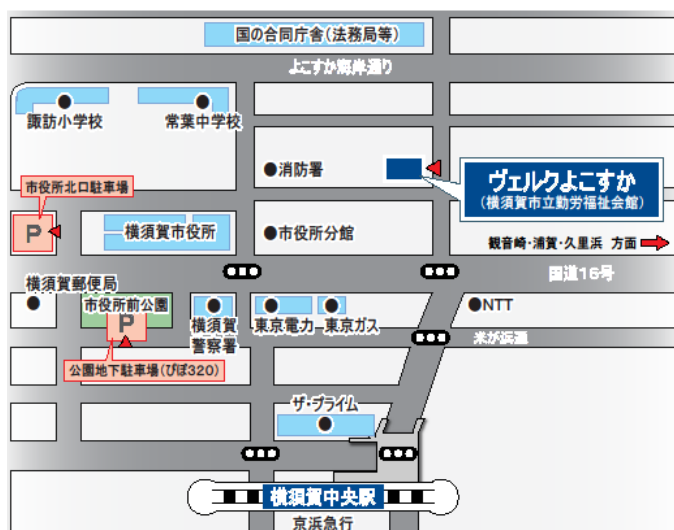 国の合同庁舎(法務局等)
よこすか海岸通り
諏訪小学校
常葉中学校
市役所北口駐車場
消防署
ヴェルクよこすか
(横須賀市立勤労福祉会館)
P
横須賀市役所
市役所分館
観音崎・浦賀・久里浜 方面
国道16号
横須賀郵便局
市役所前公園
P
横須賀
警察署
東京電力
東京ガス
NTT
米が浜通
公園地下駐車場(ぴぽ320)
ザ・プライム
横須賀中央駅
京浜急行